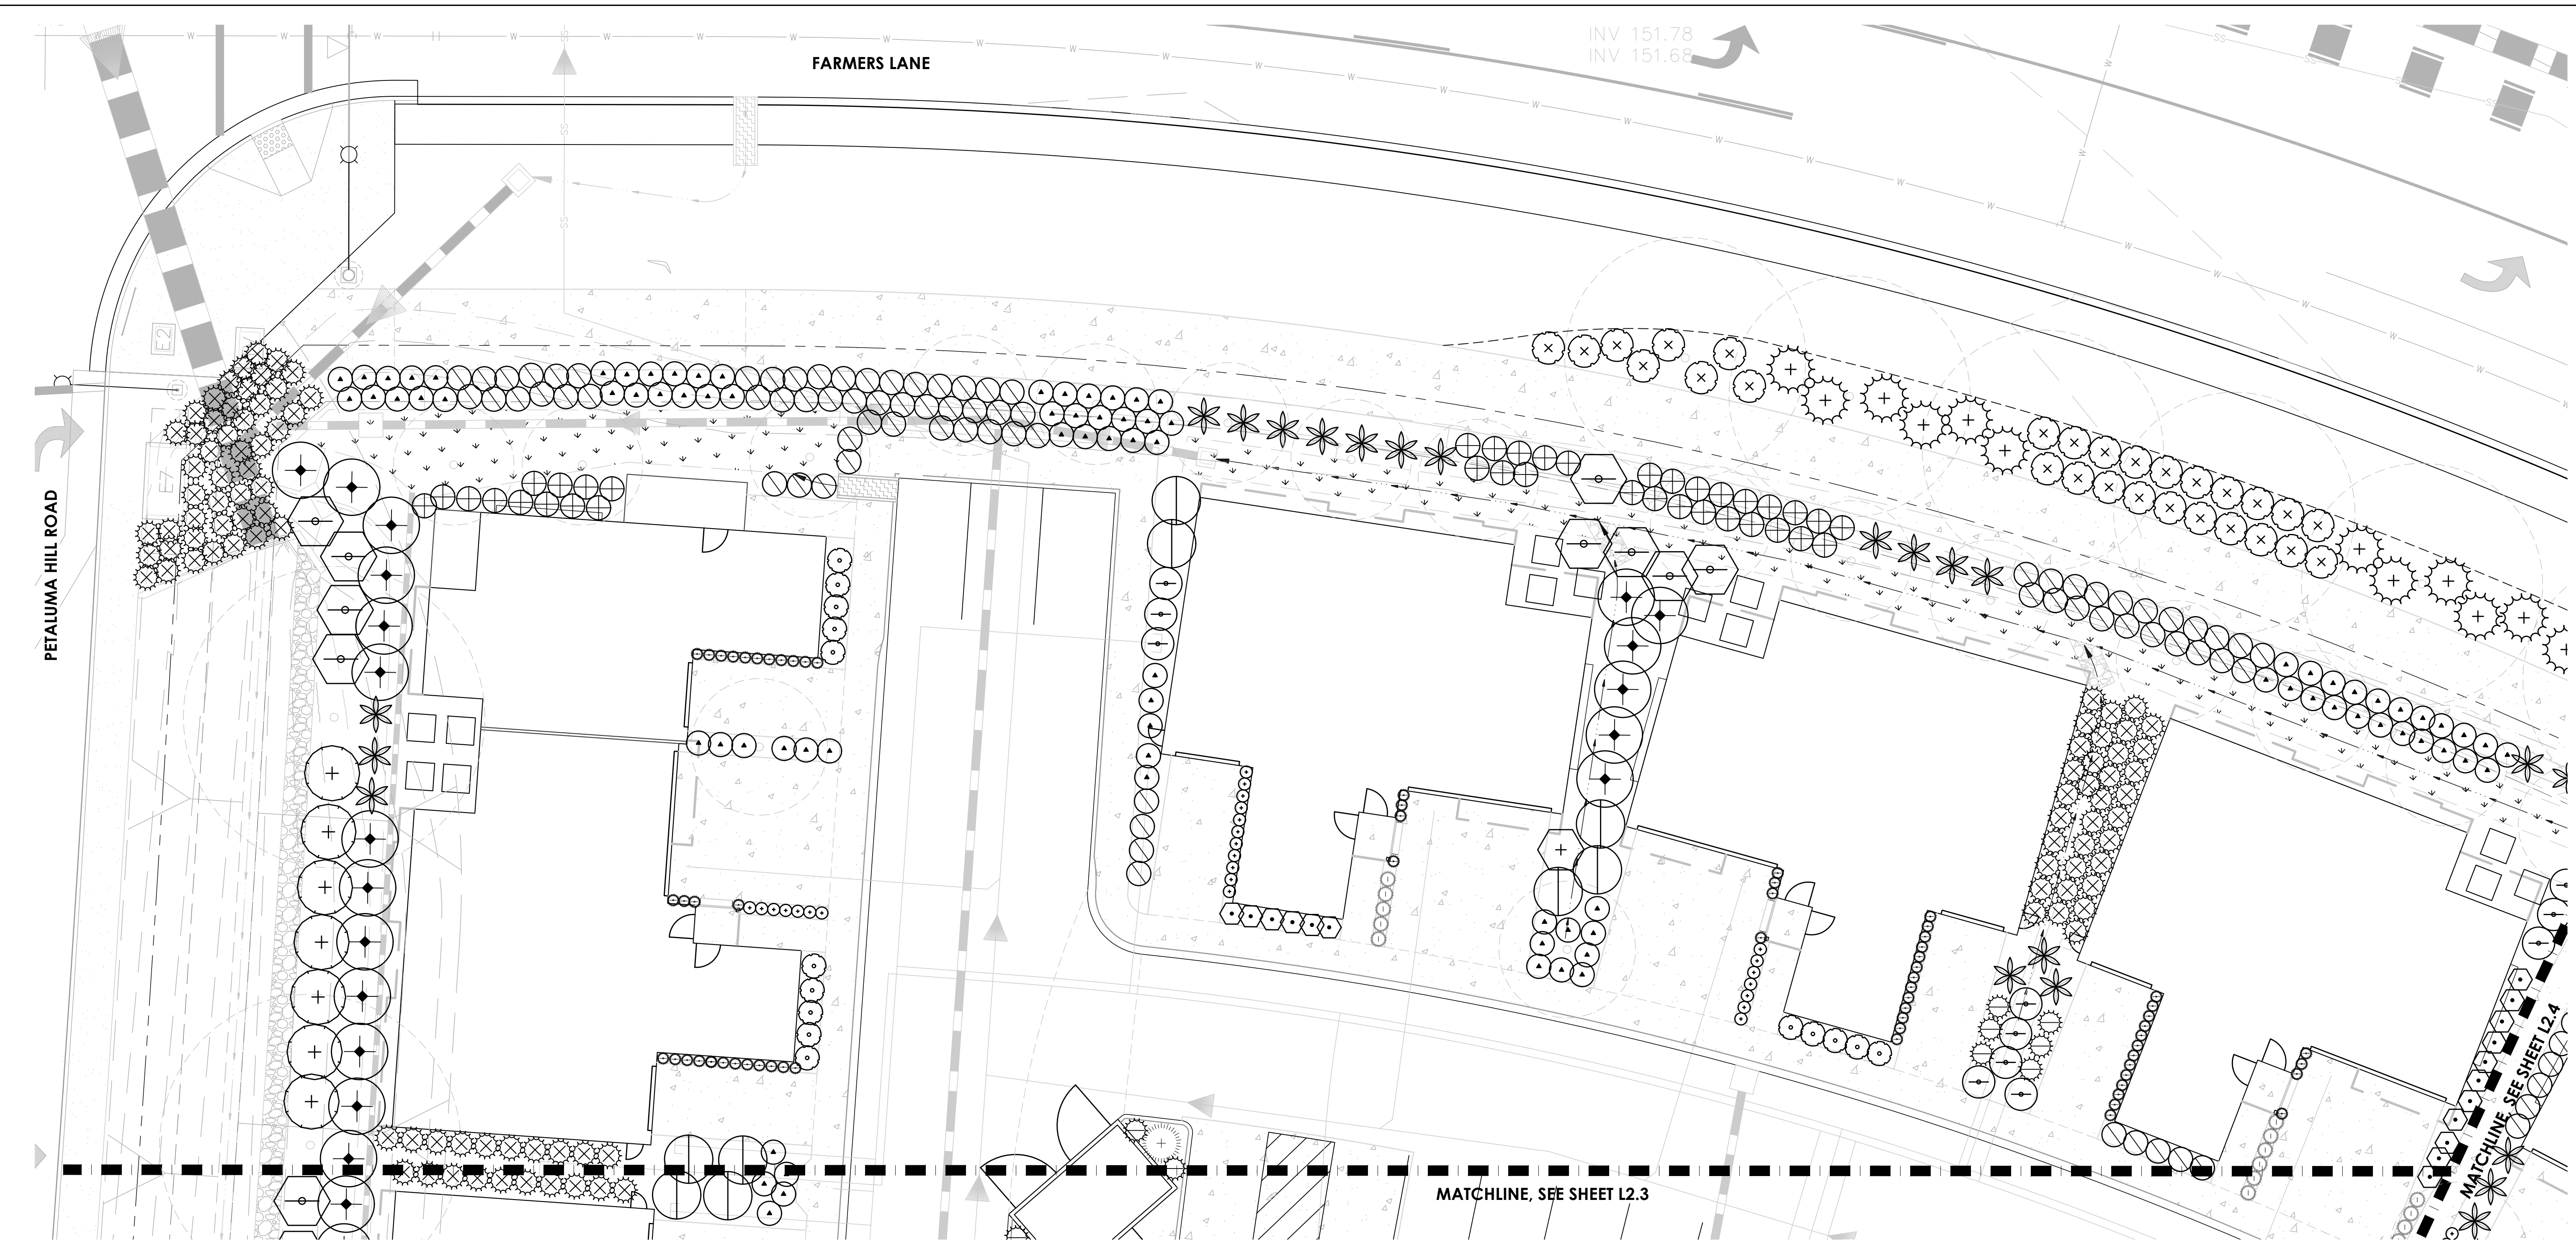 INV 151.78
INV 151.68
FARMERS LANE
E2
E7
PETALUMA HILL ROAD
MATCHLINE, SEE SHEET L2.4
MATCHLINE, SEE SHEET L2.3